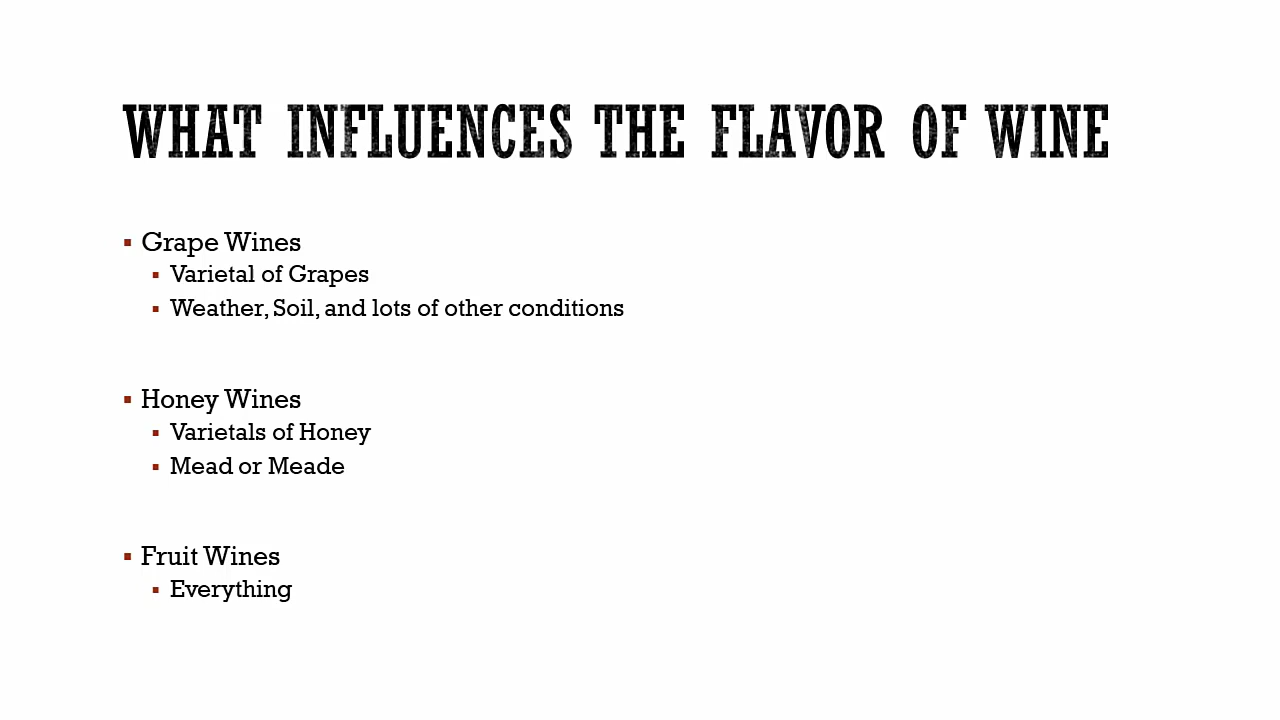 WHAT INFLUENCES THE FLAVOR OF WINE
Grape Wines
Varietal of Grapes
Weather, Soil, and lots of other conditions
Honey Wines
Varietals of Honey
Mead or Meade
Fruit Wines
Everything